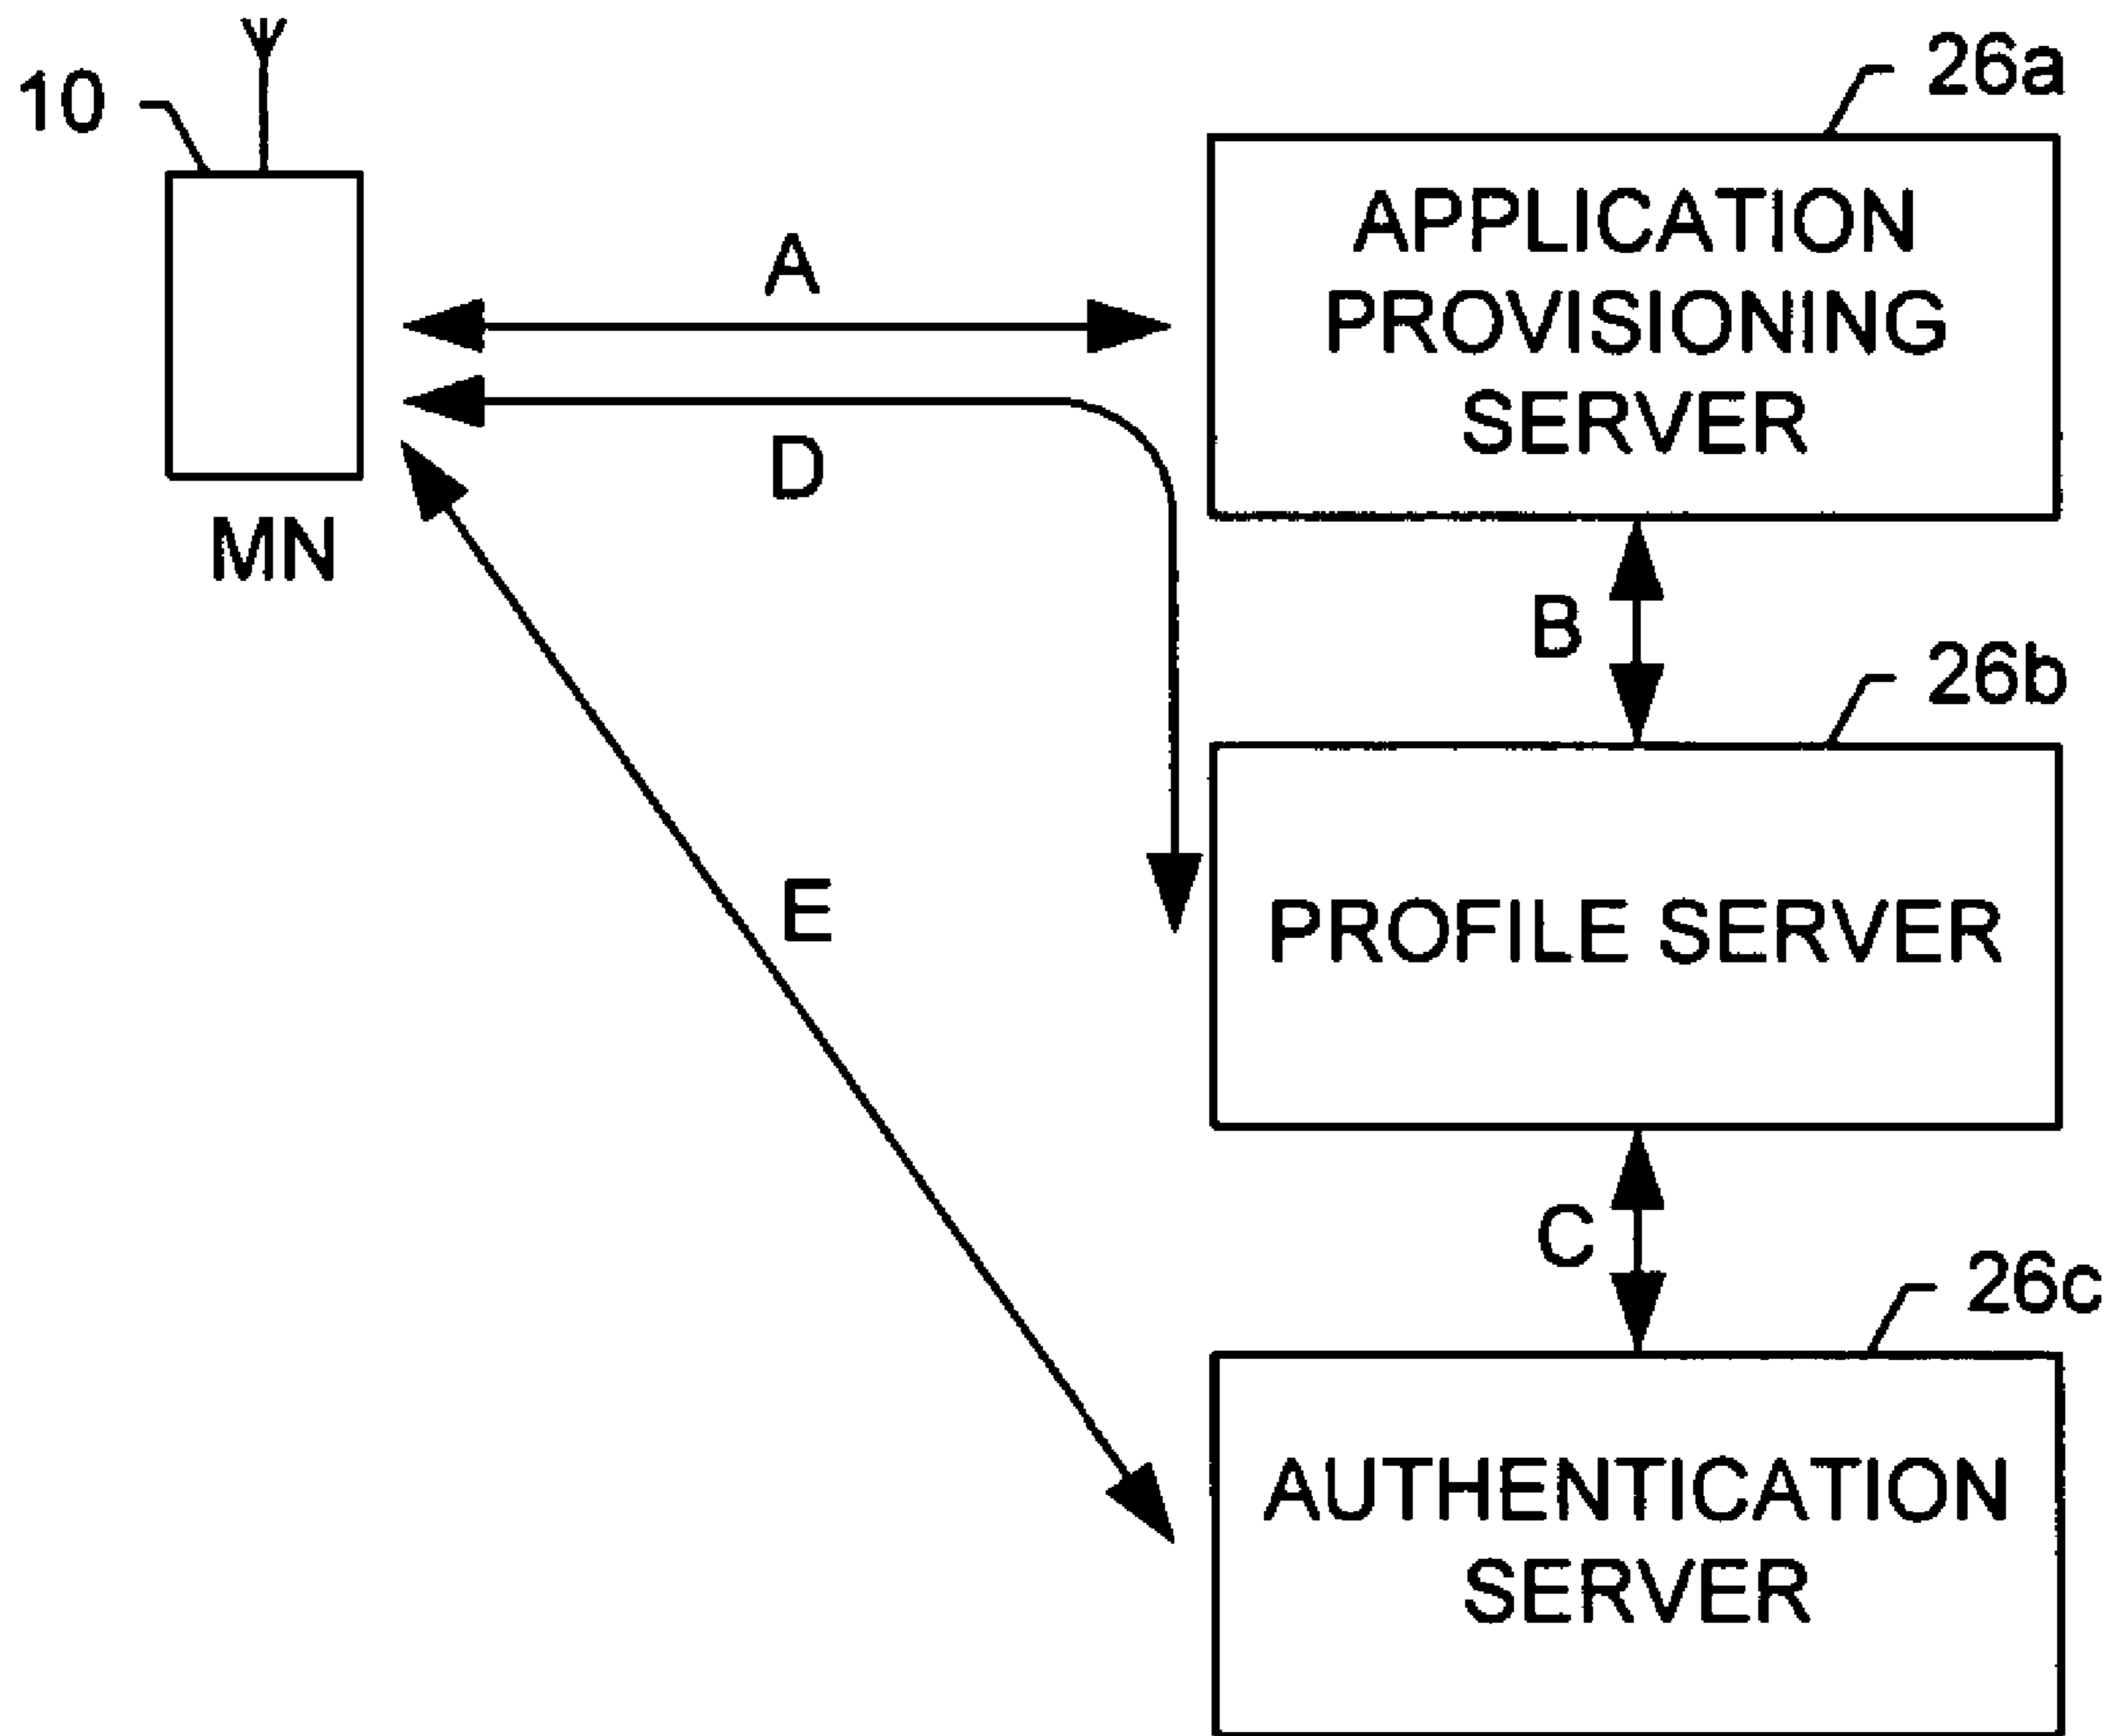 10
26a
APPLICATION
PROVISIONING
SERVER
A
D
MN
B
26b
PROFILE SERVER
E
C
26c
AUTHENTICATION
SERVER